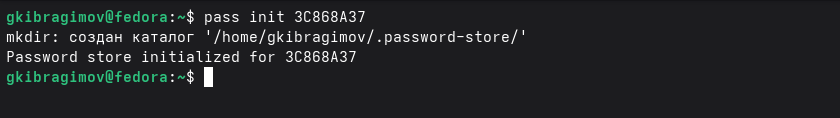 gkibragimov@fedora:~$ pass init 3C868A37
mkdir: создан каталог '/home/gkibragimov/.password-store/'
Password store initialized for 3C868A37
gkibragimov@fedora:~$